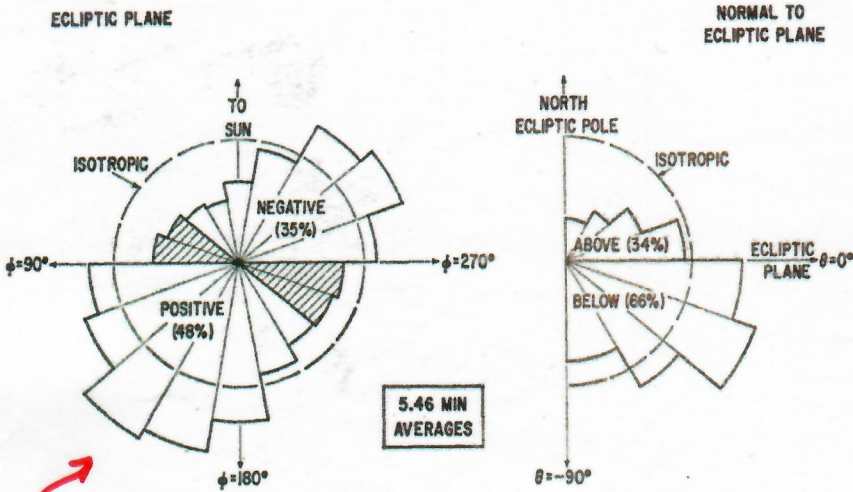 ECLIPTIC PLANE
NORMAL TO
ECLIPTIC PLANE
TO
SUN
ISOTROPIC
NEGATIVE
(35%)
ϕ=90°
ϕ=270°
POSITIVE
(48%)
ϕ=180°
NORTH
ECLIPTIC POLE
ISOTROPIC
ABOVE (34%)
ECLIPTIC
PLANE
θ=0°
BELOW (66%)
θ=-90°
5.46 MIN
AVERAGES